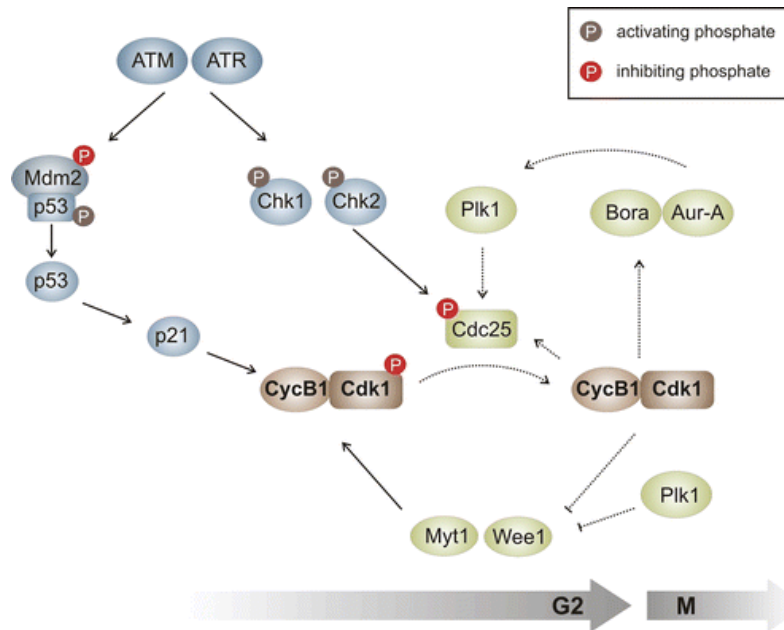 P activating phosphate
P inhibiting phosphate
ATM ATR
P
Mdm2
p53 P
P
Chk1
P
Chk2
Plk1
Bora Aur-A
p53
p21
P
Cdc25
P
CycB1 Cdk1
CycB1 Cdk1
Plk1
Myt1 Wee1
G2 M